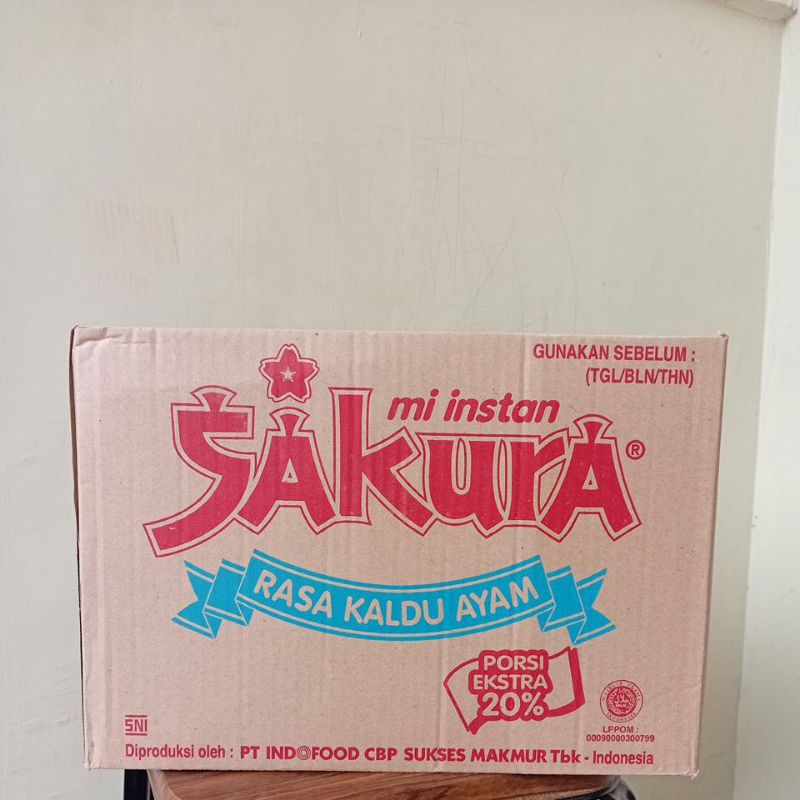 GUNAKAN SEBELUM :
(TGL/BLN/THN)
mi instan
SAkurA®
RASA KALDU AYAM
PORSI
EKSTRA
20%
LPPOM :
00090000300799
SNI
Diproduksi oleh : PT INDOFOOD CBP SUKSES MAKMUR Tbk - Indonesia